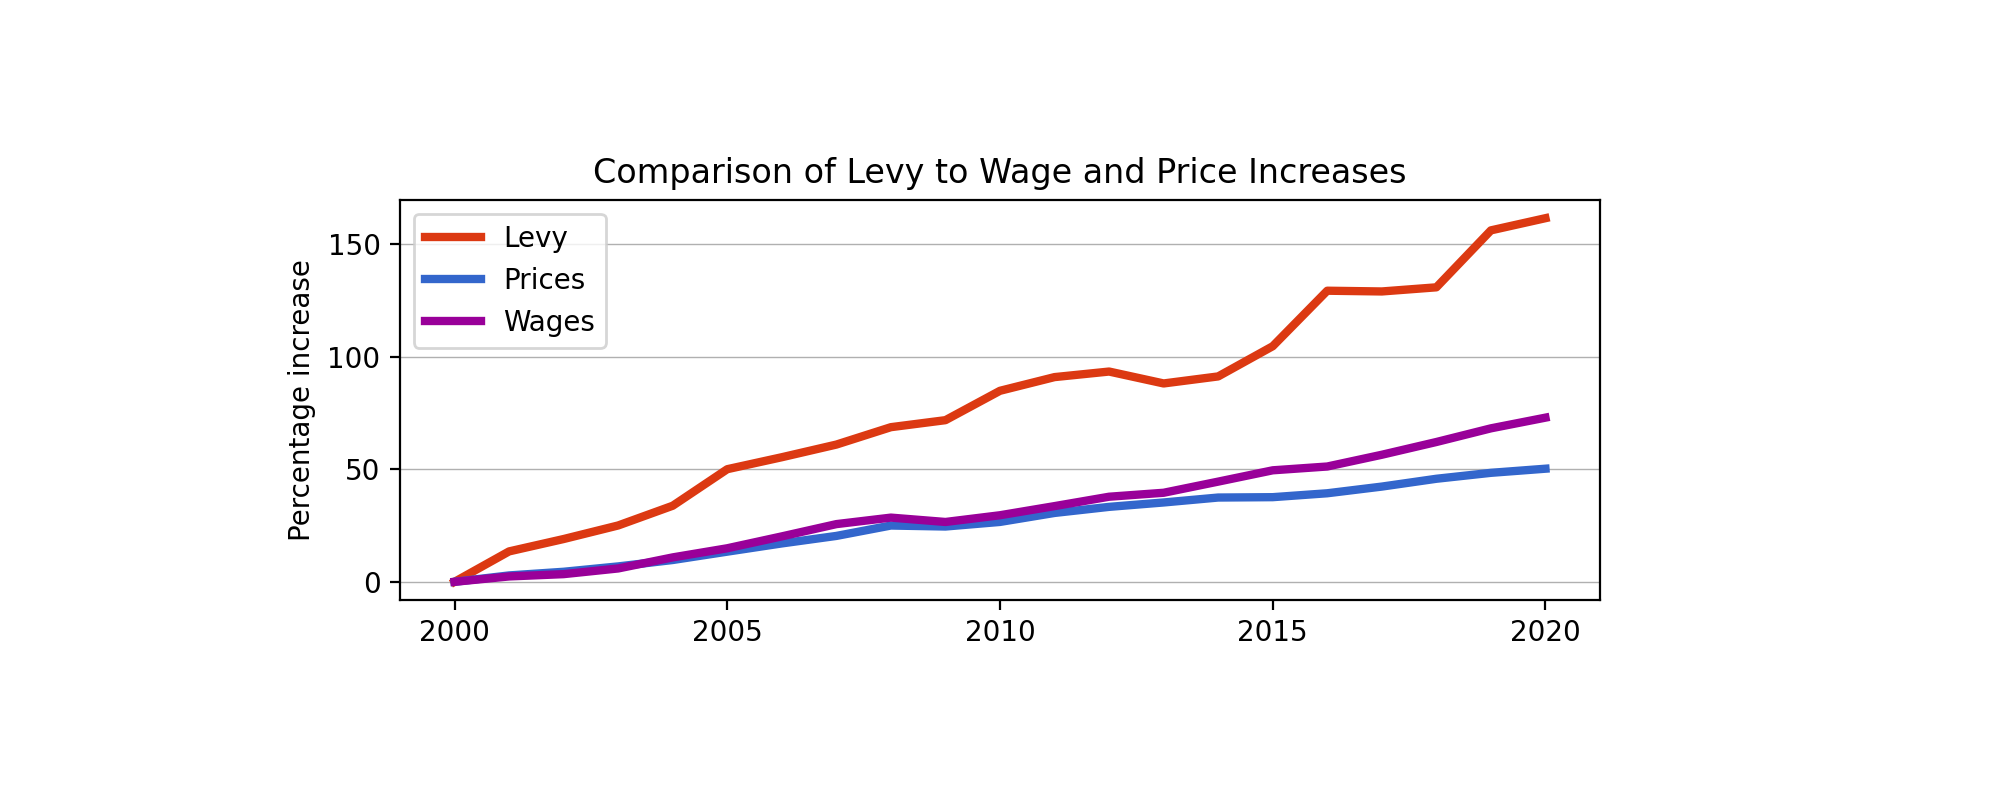 Comparison of Levy to Wage and Price Increases
Percentage increase
150
100
50
0
Levy
Prices
Wages
2000 2005 2010 2015 2020